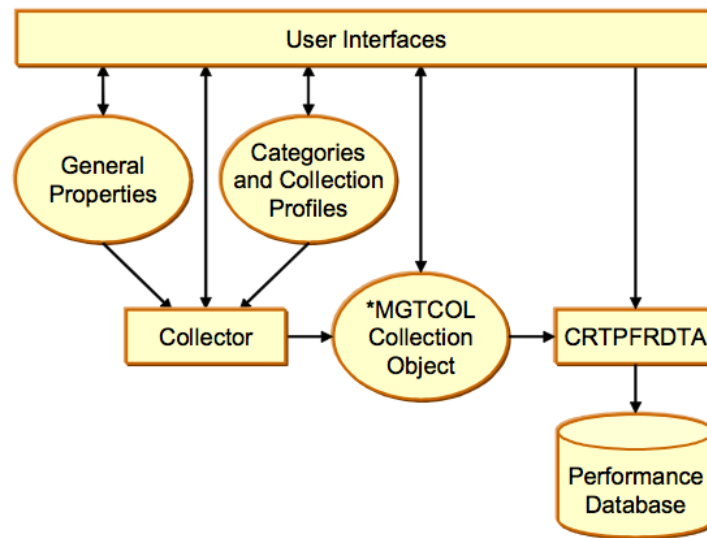 User Interfaces
General
Properties
Categories
and Collection
Profiles
Collector
*MGTCOL
Collection
Object
CRTPFRDTA
Performance
Database